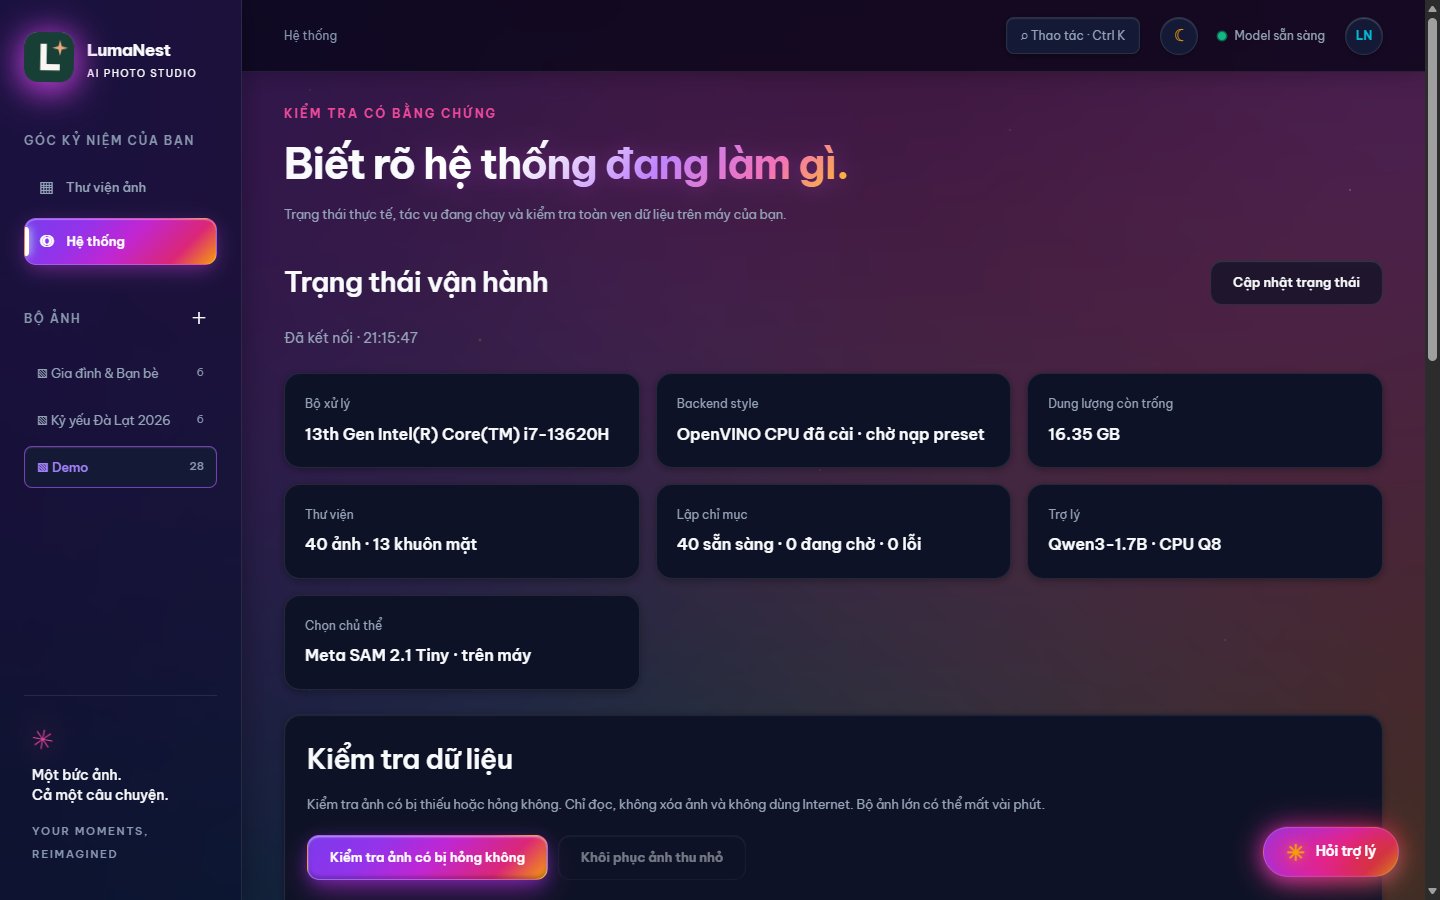 LumaNest
AI PHOTO STUDIO
GÓC KỶ NIỆM CỦA BẠN
Thư viện ảnh
Hệ thống
BỘ ẢNH
+
Gia đình & Bạn bè 6
Kỷ yếu Đà Lạt 2026 6
Demo 28
Một bức ảnh.
Cả một câu chuyện.
YOUR MOMENTS,
REIMAGINED
Hệ thống
Thao tác · Ctrl K
Model sẵn sàng
LN
KIỂM TRA CÓ BẰNG CHỨNG
Biết rõ hệ thống đang làm gì.
Trạng thái thực tế, tác vụ đang chạy và kiểm tra toàn vẹn dữ liệu trên máy của bạn.
Trạng thái vận hành
Cập nhật trạng thái
Đã kết nối · 21:15:47
Bộ xử lý
13th Gen Intel(R) Core(TM) i7-13620H
Backend style
OpenVINO CPU đã cài · chờ nạp preset
Dung lượng còn trống
16.35 GB
Thư viện
40 ảnh · 13 khuôn mặt
Lập chỉ mục
40 sẵn sàng · 0 đang chờ · 0 lỗi
Trợ lý
Qwen3-1.7B · CPU Q8
Chọn chủ thể
Meta SAM 2.1 Tiny · trên máy
Kiểm tra dữ liệu
Kiểm tra ảnh có bị thiếu hoặc hỏng không. Chỉ đọc, không xóa ảnh và không dùng Internet. Bộ ảnh lớn có thể mất vài phút.
Kiểm tra ảnh có bị hỏng không
Khôi phục ảnh thu nhỏ
Hỏi trợ lý